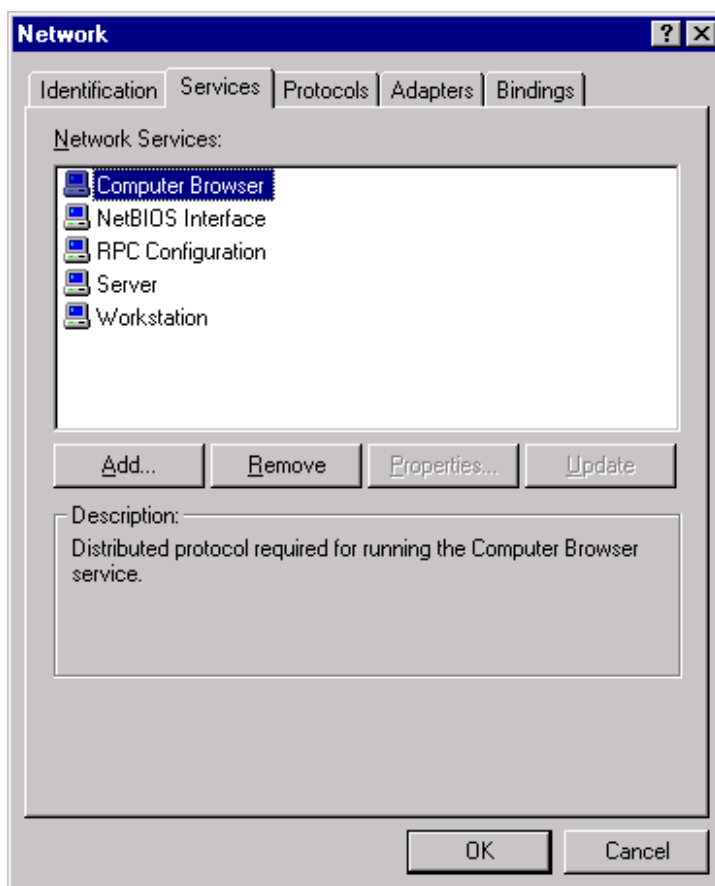 Network
Identification Services Protocols Adapters Bindings
Network Services:
Computer Browser
NetBIOS Interface
RPC Configuration
Server
Workstation
Add... Remove Properties... Update
Description:
Distributed protocol required for running the Computer Browser
service.
OK Cancel